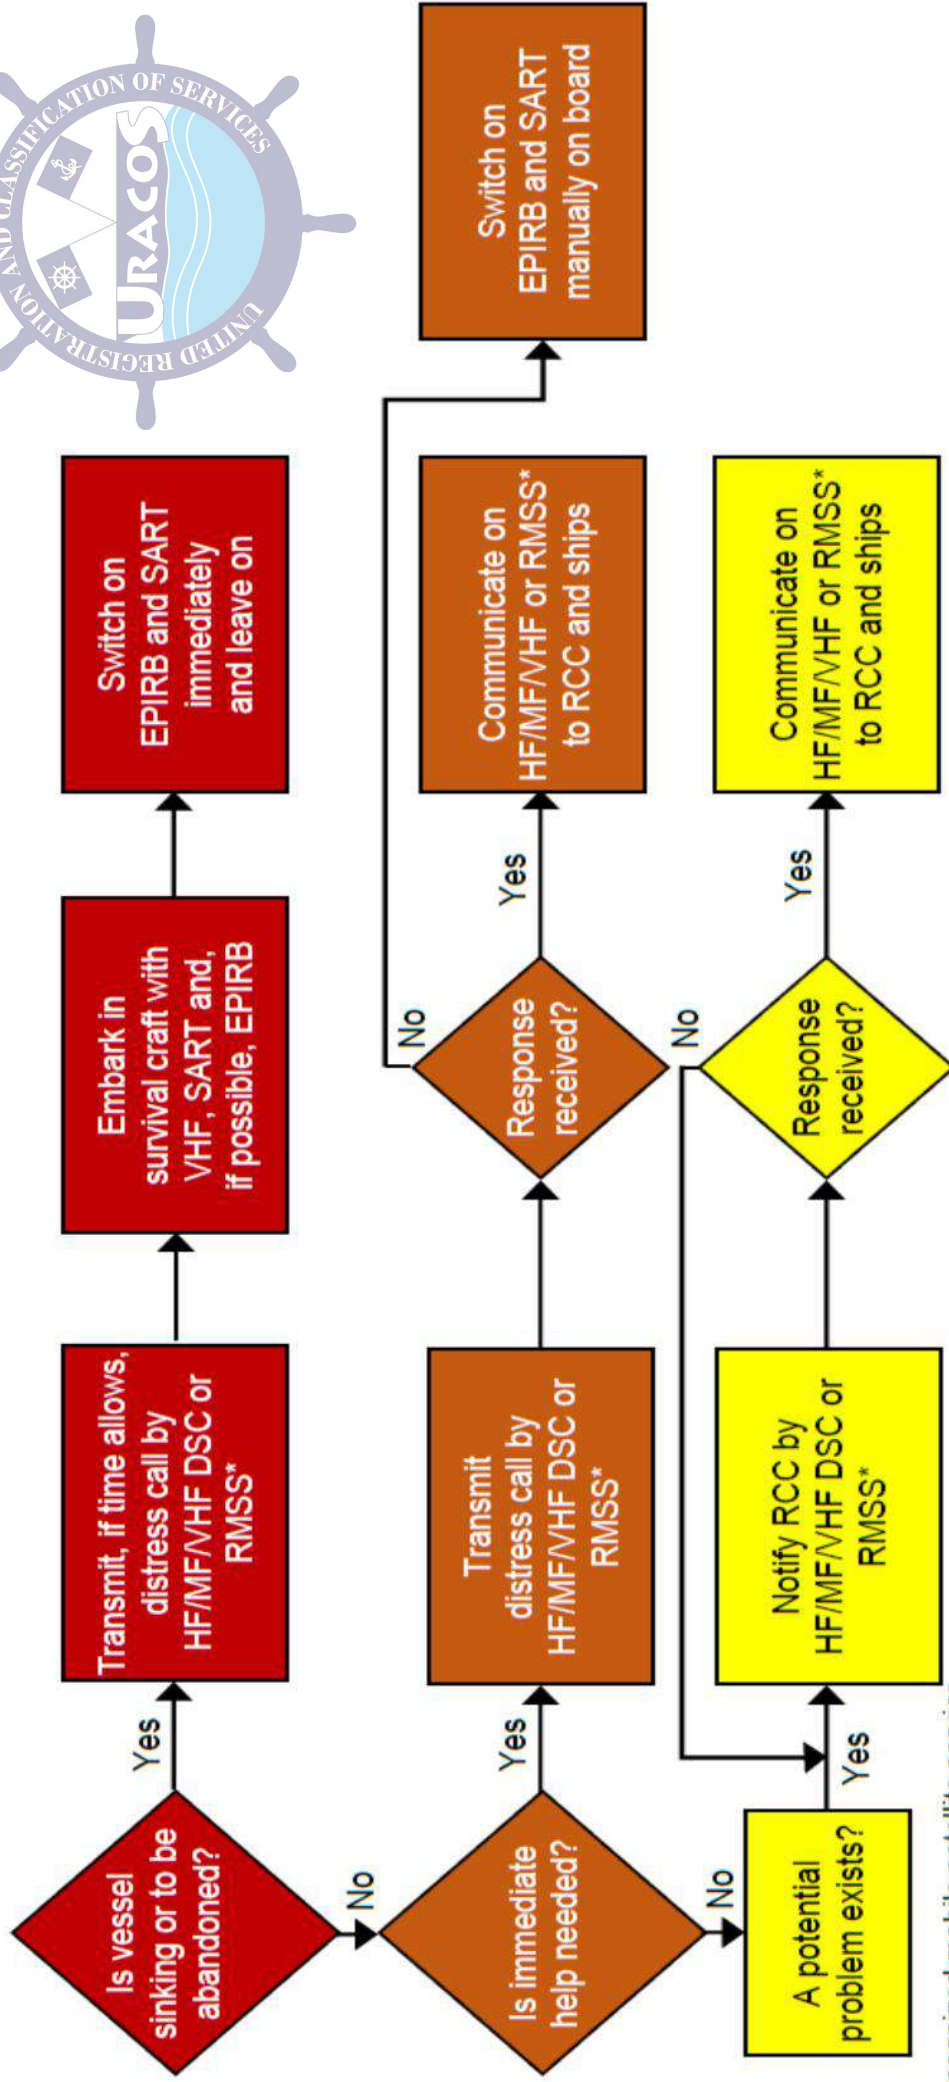 UNITED REGISTRATION AND CLASSIFICATION OF SERVICES
URACOS
Is vessel
sinking or to be
abandoned?
Yes
Transmit, if time allows,
distress call by
HF/MF/VHF DSC or
RMSS*
Embark in
survival craft with
VHF, SART and,
if possible, EPIRB
Switch on
EPIRB and SART
immediately
and leave on
No
Is immediate
help needed?
Yes
Transmit
distress call by
HF/MF/VHF DSC or
RMSS*
Response
received?
No
Yes
Communicate on
HF/MF/VHF or RMSS*
to RCC and ships
Switch on
EPIRB and SART
manually on board
No
A potential
problem exists?
Yes
Notify RCC by
HF/MF/VHF DSC or
RMSS*
Response
received?
No
Yes
Communicate on
HF/MF/VHF or RMSS*
to RCC and ships